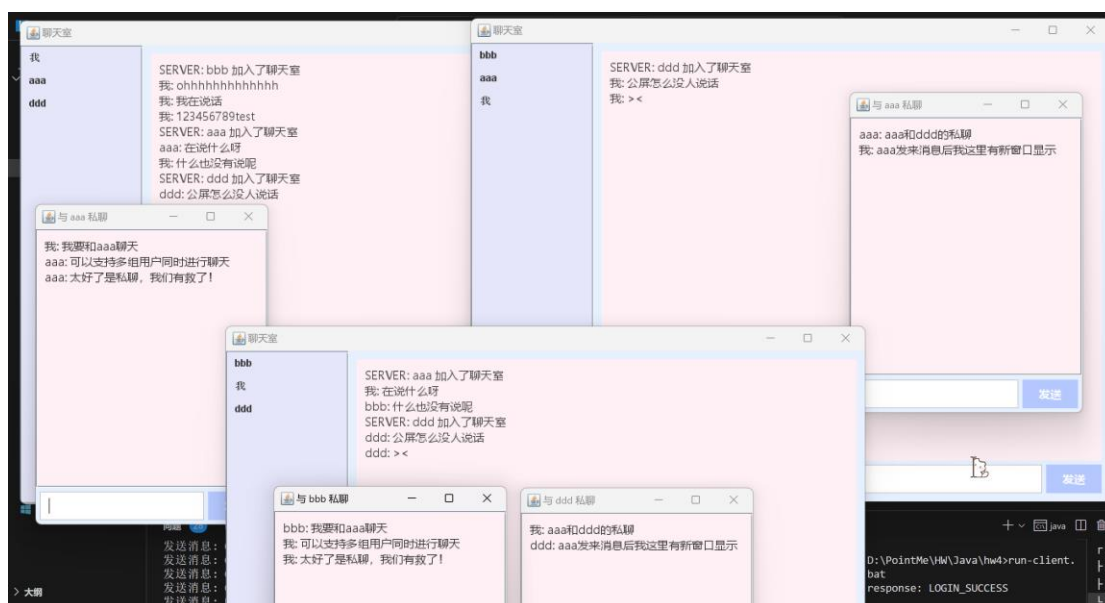 聊天室
我
aaa
ddd
SERVER: bbb 加入了聊天室
我: ohhhhhhhhhhhhh
我: 我在说话
我: 123456789test
SERVER: aaa 加入了聊天室
aaa: 在说什么呀
我: 什么也没有说呢
SERVER: ddd 加入了聊天室
ddd: 公屏怎么没人说话
聊天室
bbb
aaa
我
SERVER: ddd 加入了聊天室
我: 公屏怎么没人说话
我: > <
与 aaa 私聊
aaa: aaa和ddd的私聊
我: aaa发来消息后我这里有新窗口显示
发送
发送
与 aaa 私聊
我: 我要和aaa聊天
aaa: 可以支持多组用户同时进行聊天
aaa: 太好了是私聊，我们有救了!
聊天室
bbb
我
ddd
SERVER: aaa 加入了聊天室
我: 在说什么呀
bbb: 什么也没有说呢
SERVER: ddd 加入了聊天室
ddd: 公屏怎么没人说话
ddd: > <
与 bbb 私聊
bbb: 我要和aaa聊天
我: 可以支持多组用户同时进行聊天
我: 太好了是私聊，我们有救了!
与 ddd 私聊
我: aaa和ddd的私聊
ddd: aaa发来消息后我这里有新窗口显示
发送消息:
发送消息:
发送消息:
发送消息:
发送消息:
大纲
java
D:\PointMe\HW\Java\hw4>run-client.
bat
response: LOGIN_SUCCESS